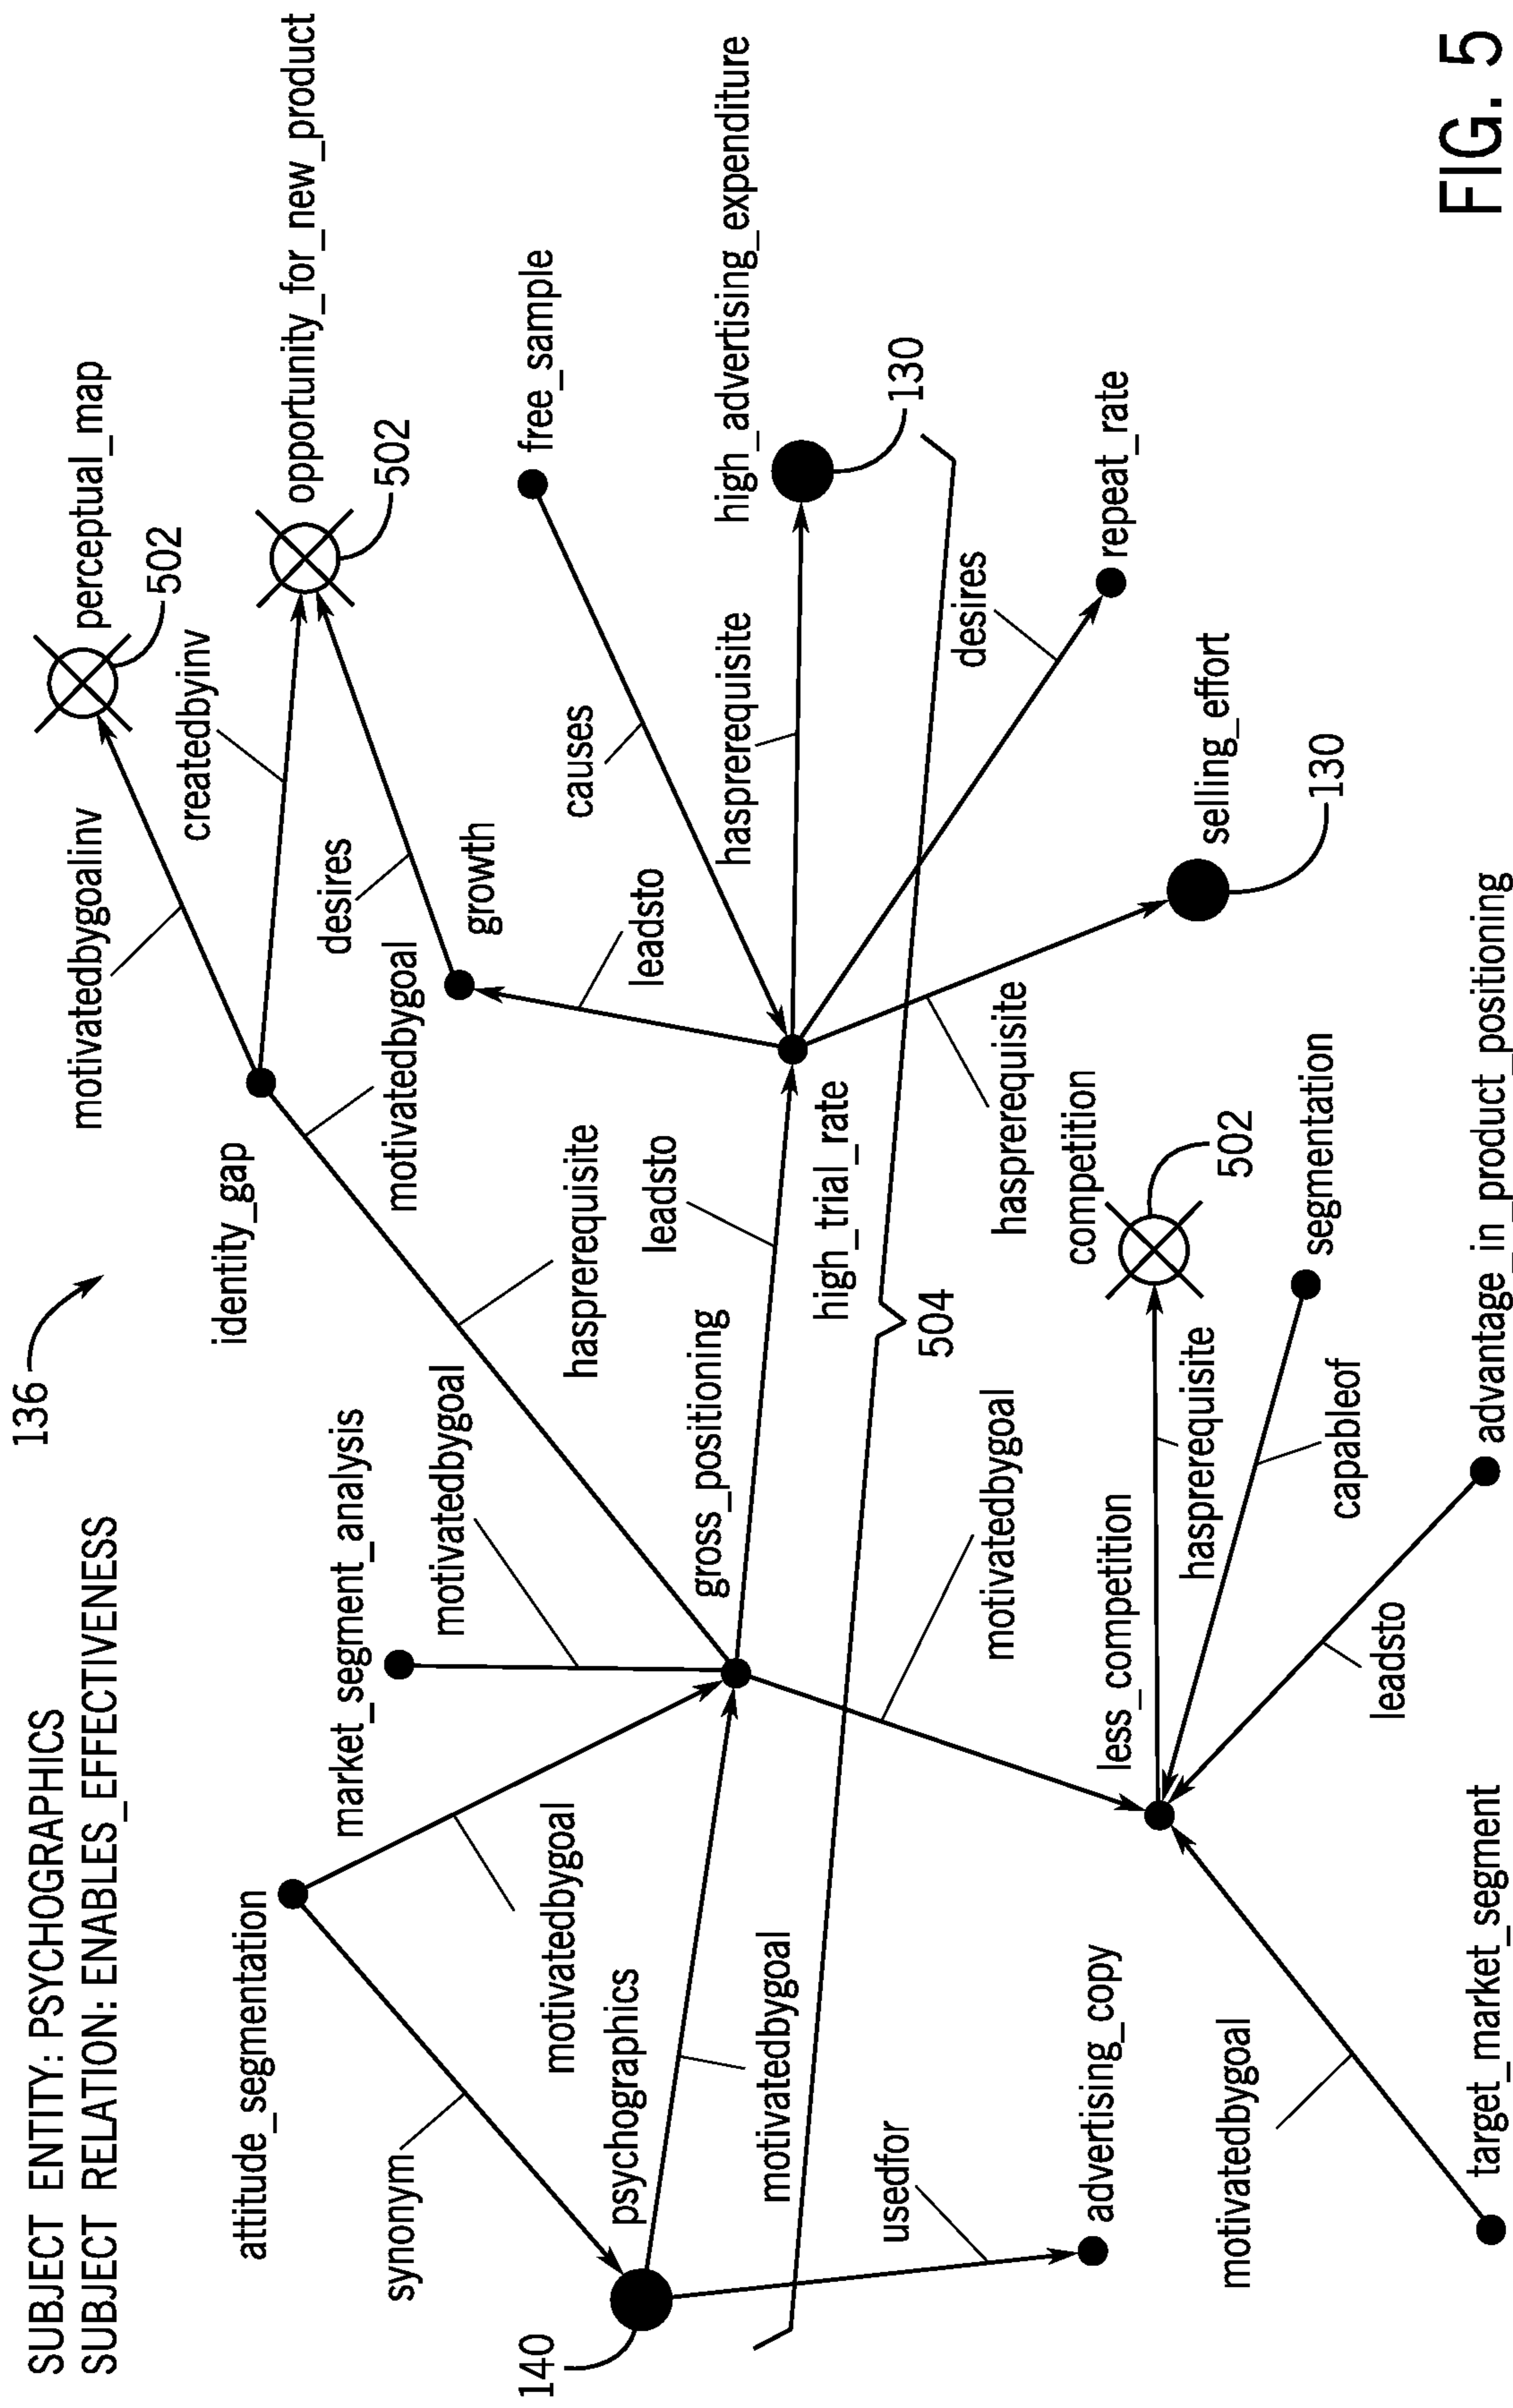 SUBJECT ENTITY: PSYCHOGRAPHICS
SUBJECT RELATION: ENABLES_EFFECTIVENESS
136
perceptual_map
502
motivatedbygoalinv
createdbyinv
opportunity_for_new_product
502
identity_gap
desires
motivatedbygoal
growth
free_sample
attitude_segmentation
market_segment_analysis
motivatedbygoal
hasprerequisite
leadsto
causes
synonym
motivatedbygoal
leadsto
hasprerequisite
high_advertising_expenditure
130
140
psychographics
gross_positioning
high_trial_rate
motivatedbygoal
504
desires
repeat_rate
usedfor
motivatedbygoal
hasprerequisite
selling_effort
130
advertising_copy
less_competition
competition
502
hasprerequisite
segmentation
capableof
motivatedbygoal
leadsto
target_market_segment
advantage_in_product_positioning
FIG. 5